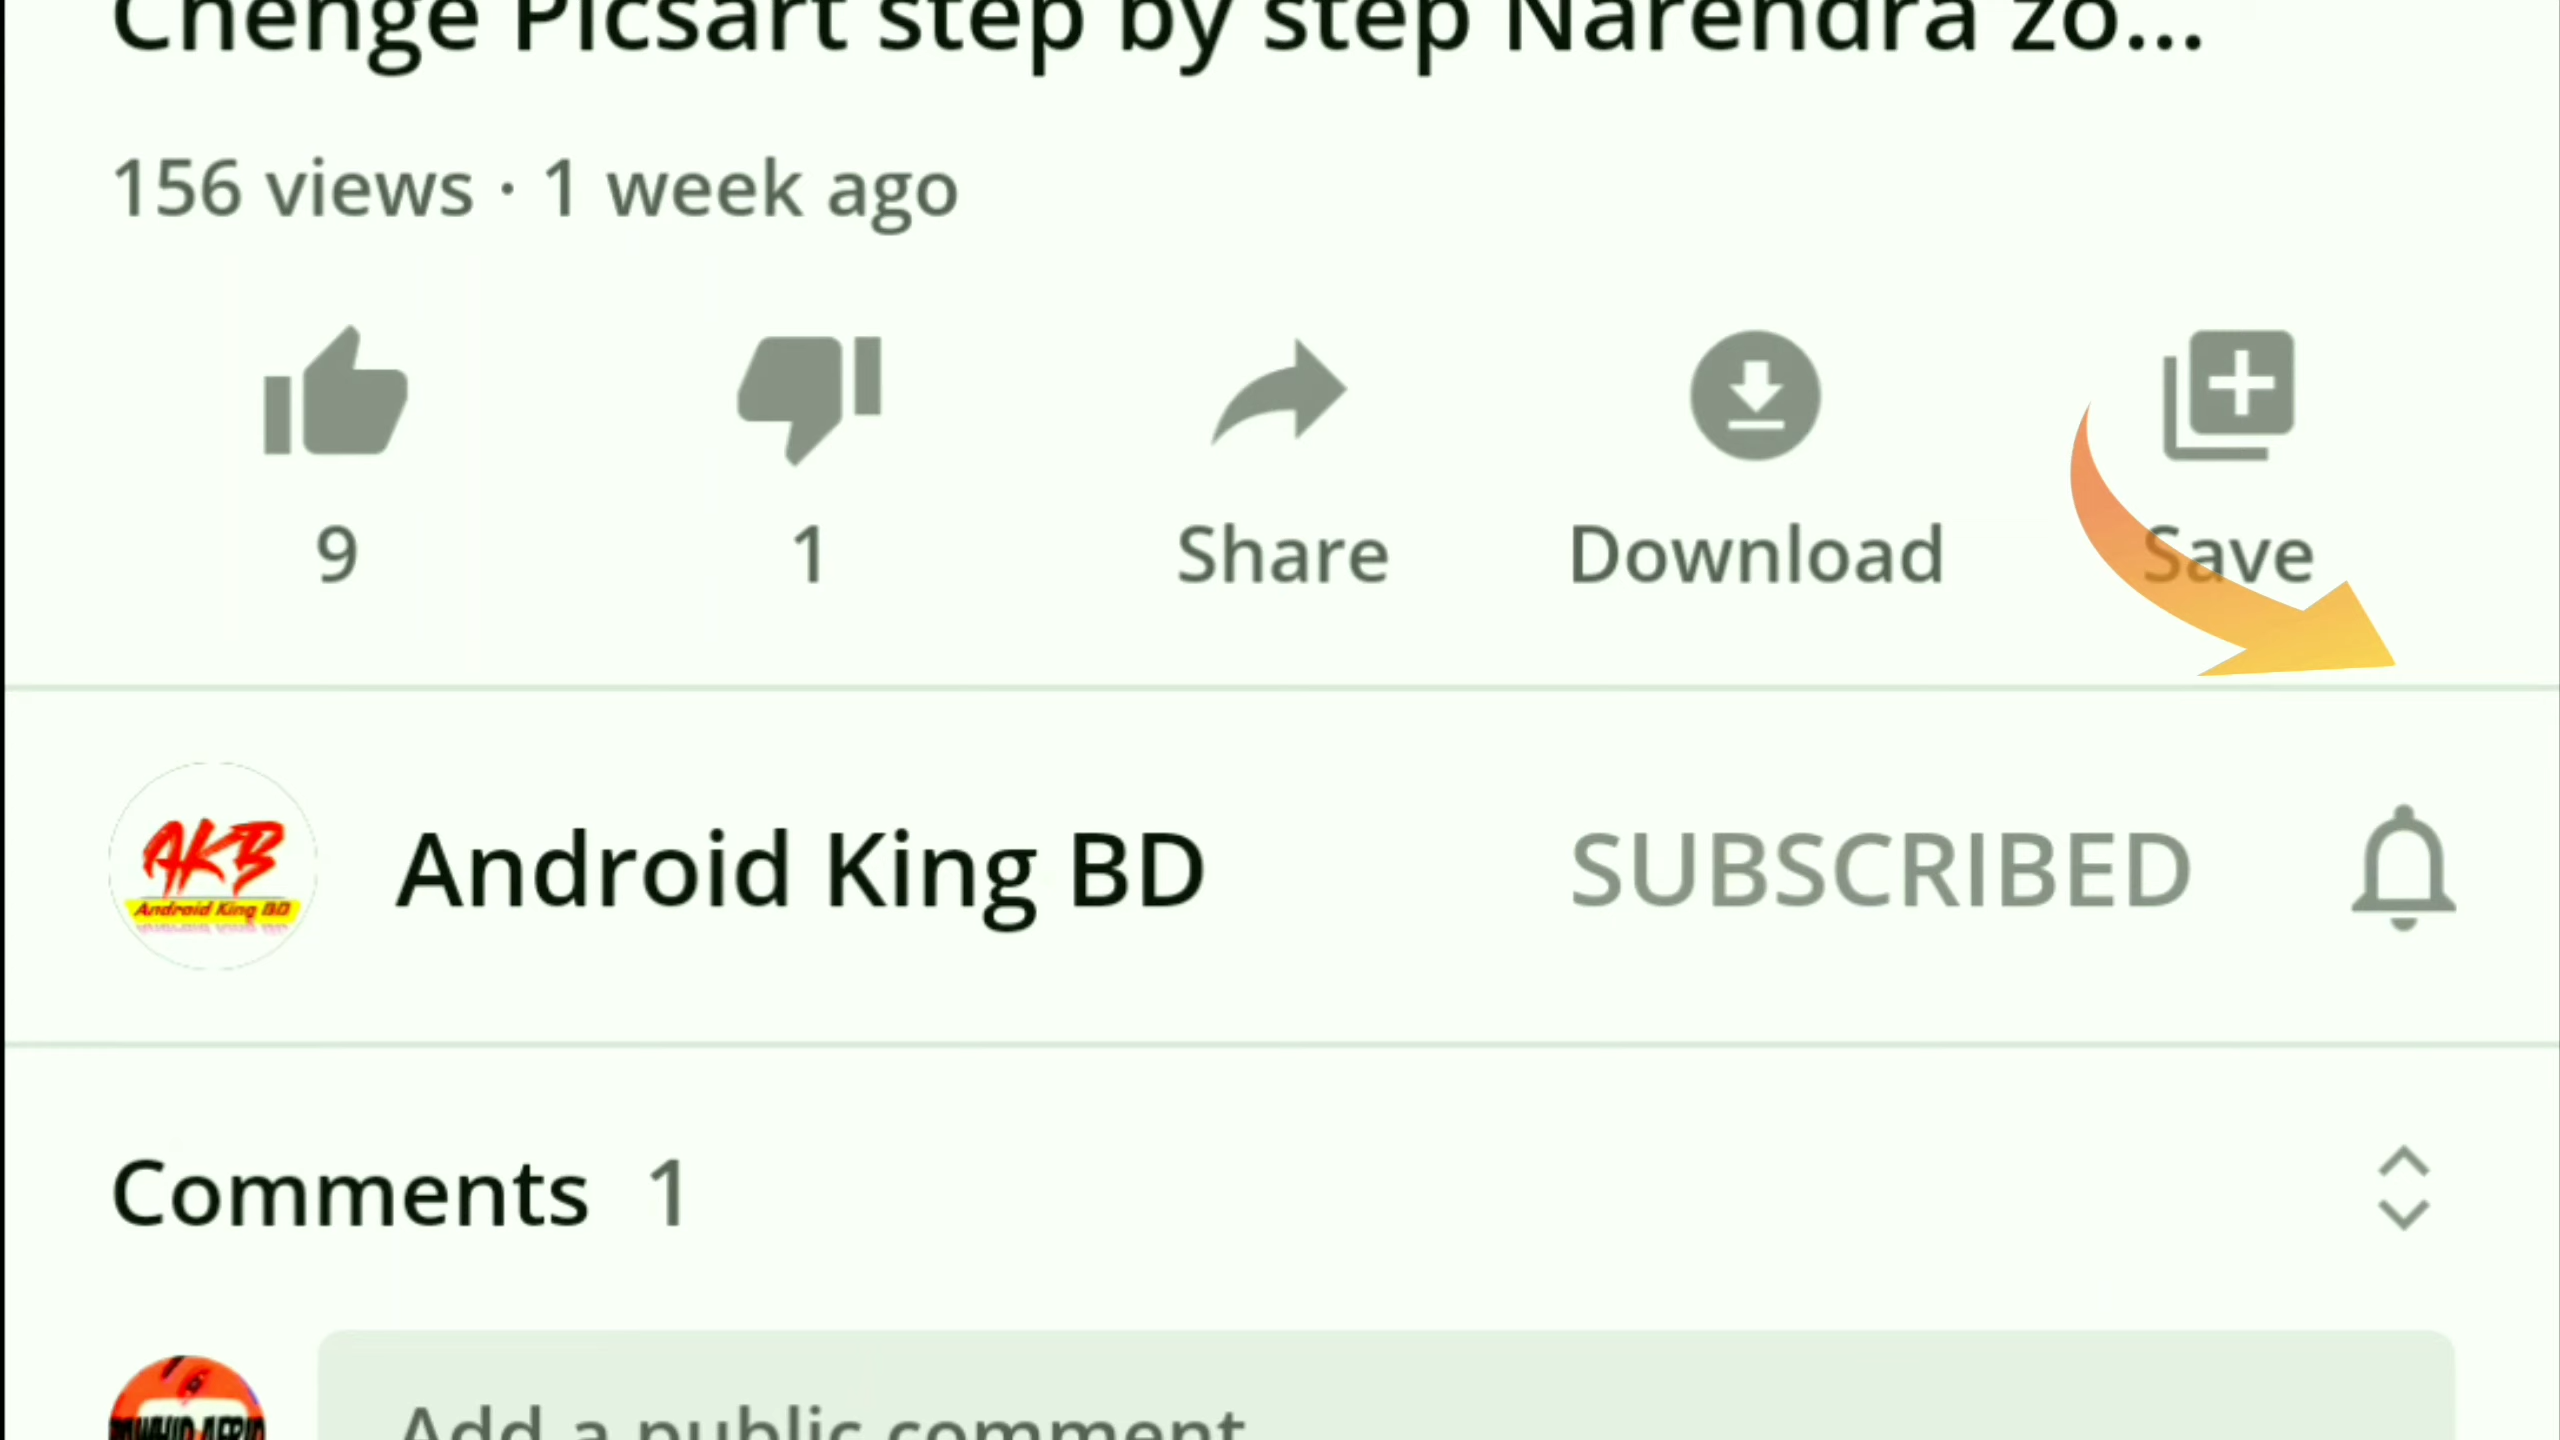 Chenge Picsart step by step Narendra zo...
156 views · 1 week ago
9
1
Share
Download
Save
AKB
Android King BD
Android King BD
SUBSCRIBED
Comments 1
Add a public comment